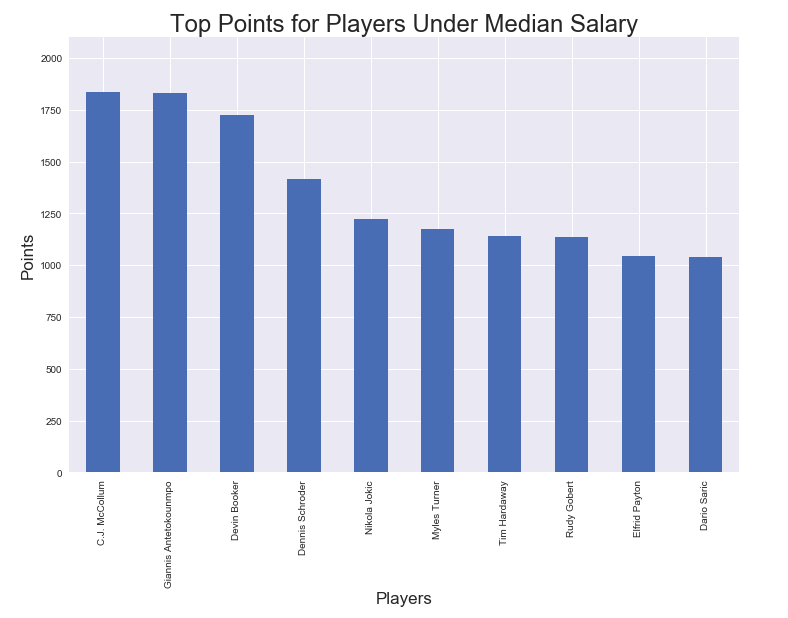 Top Points for Players Under Median Salary
2000
1750
1500
1250
1000
750
500
250
0
Points
C.J. McCollum
Giannis Antetokounmpo
Devin Booker
Dennis Schroder
Nikola Jokic
Myles Turner
Tim Hardaway
Rudy Gobert
Elfrid Payton
Dario Saric
Players